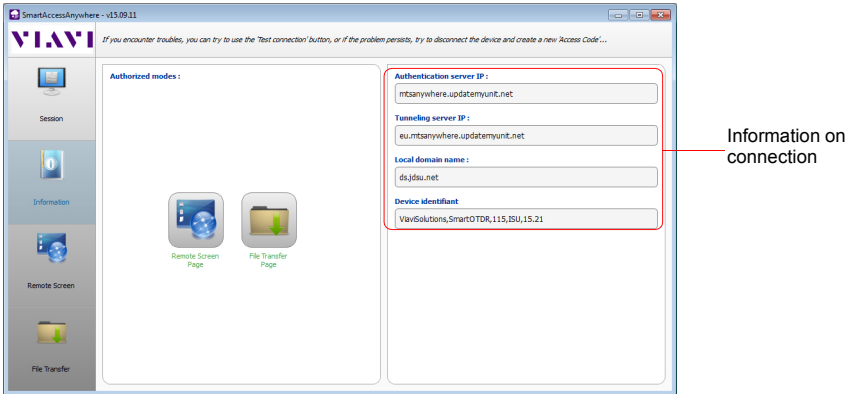 SmartAccessAnywhere - v15.09.11
VIAVI
If you encounter troubles, you can try to use the 'Test connection' button, or if the problem persists, try to disconnect the device and create a new 'Access Code'...
Session
Information
Remote Screen
File Transfer
Authorized modes :
Remote Screen
Page
File Transfer
Page
Authentication server IP :
mtsanywhere.updatemyunit.net
Tunneling server IP :
eu.mtsanywhere.updatemyunit.net
Local domain name :
ds.jdsu.net
Device identifiant
ViaviSolutions,SmartOTDR,115,ISU,15.21
Information on
connection